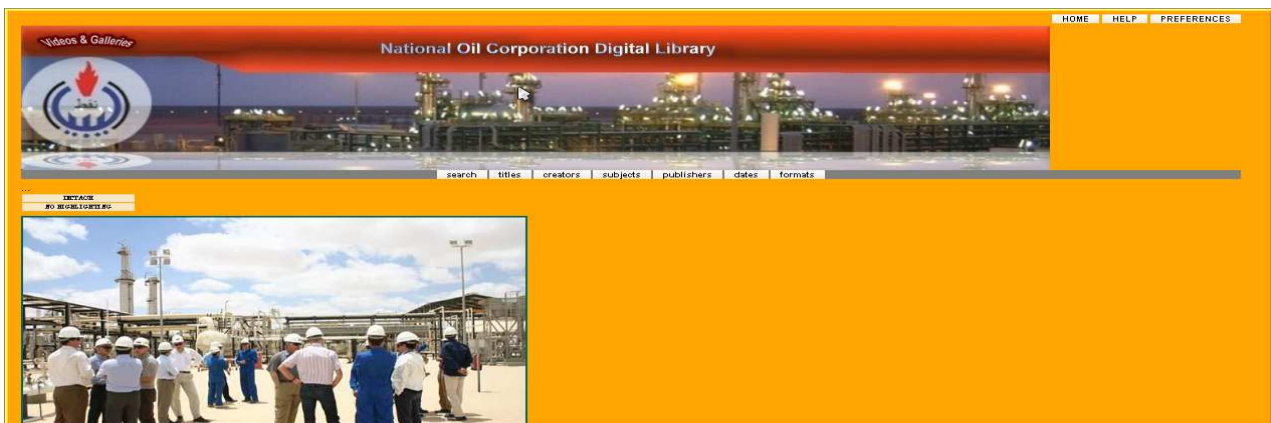 HOME HELP PREFERENCES
Videos & Galleries
National Oil Corporation Digital Library
نفط
search titles creators subjects publishers dates formats
...
DETACH
NO HIGHLIGHTING